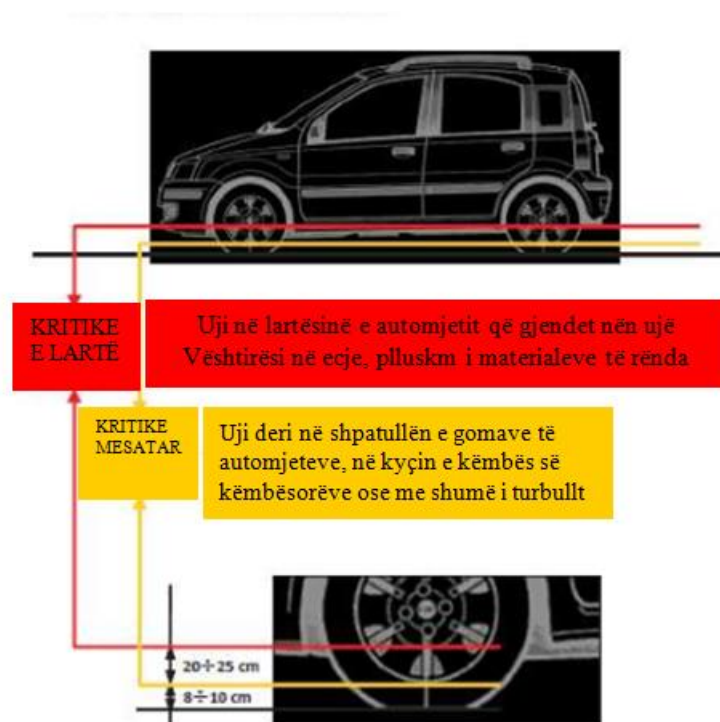 KRITIKE
E LARTË
Uji në lartësinë e automjetit që gjendet nën ujë
Vështirësi në ecje, plluskm i materialeve të rënda
KRITIKE
MESATAR
Uji deri në shpatullën e gomave të
automjeteve, në kyçin e këmbës së
këmbësorëve ose me shumë i turbullt
20÷25 cm
8÷10 cm